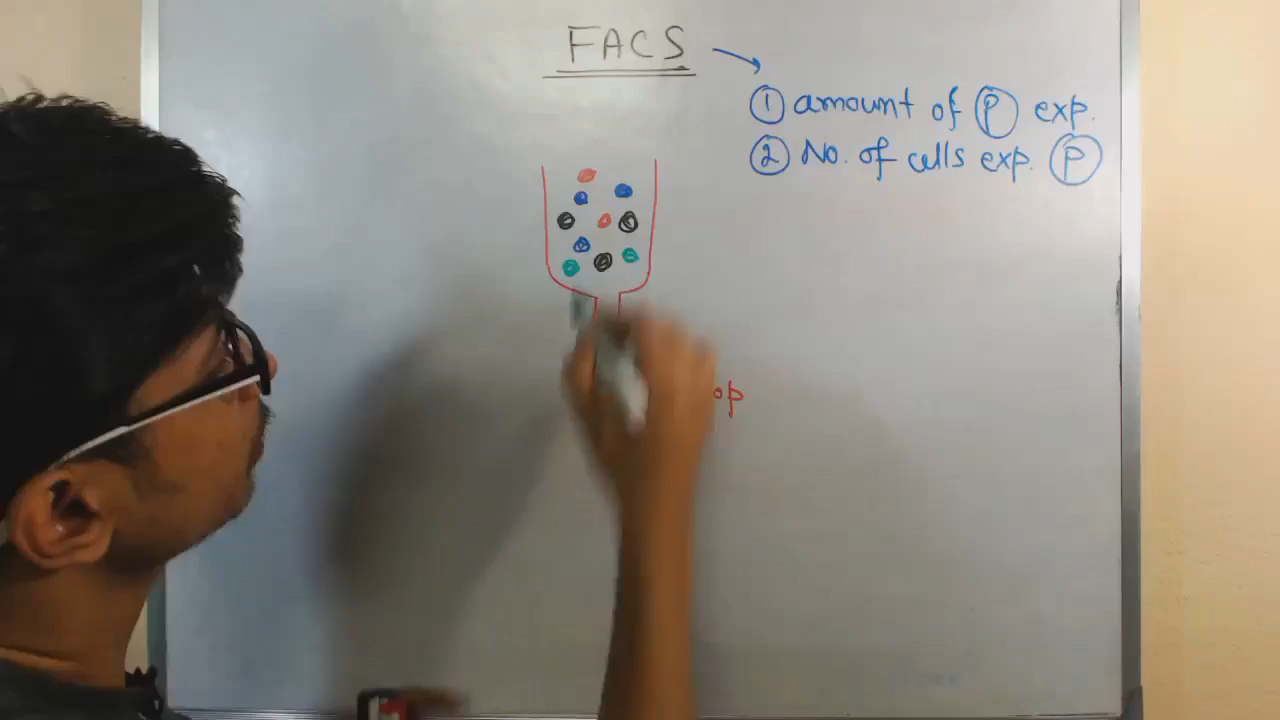 FACS
① amount of Ⓟ exp.
② No. of cells exp. Ⓟ